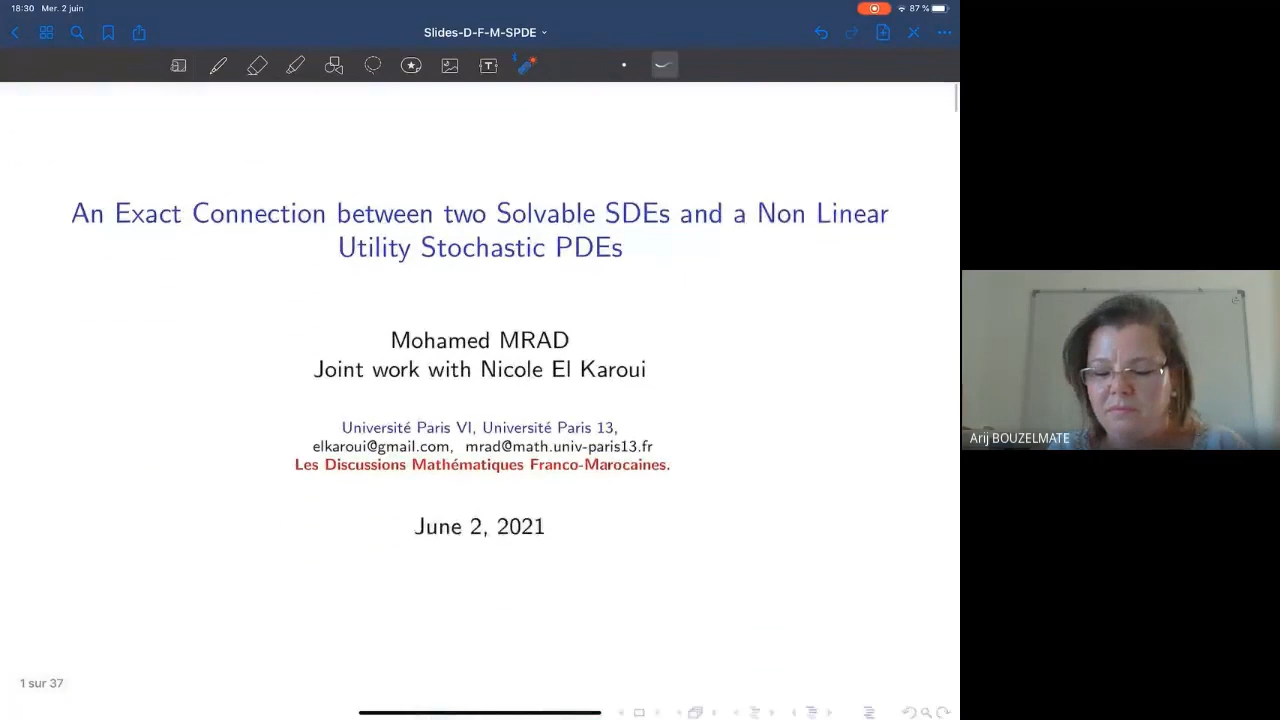 18:30 Mer. 2 juin
87 %
Slides-D-F-M-SPDE
T
An Exact Connection between two Solvable SDEs and a Non Linear
Utility Stochastic PDEs
Mohamed MRAD
Joint work with Nicole El Karoui
Université Paris VI, Université Paris 13,
elkaroui@gmail.com, mrad@math.univ-paris13.fr
Les Discussions Mathématiques Franco-Marocaines.
June 2, 2021
1 sur 37
Arij BOUZELMATE